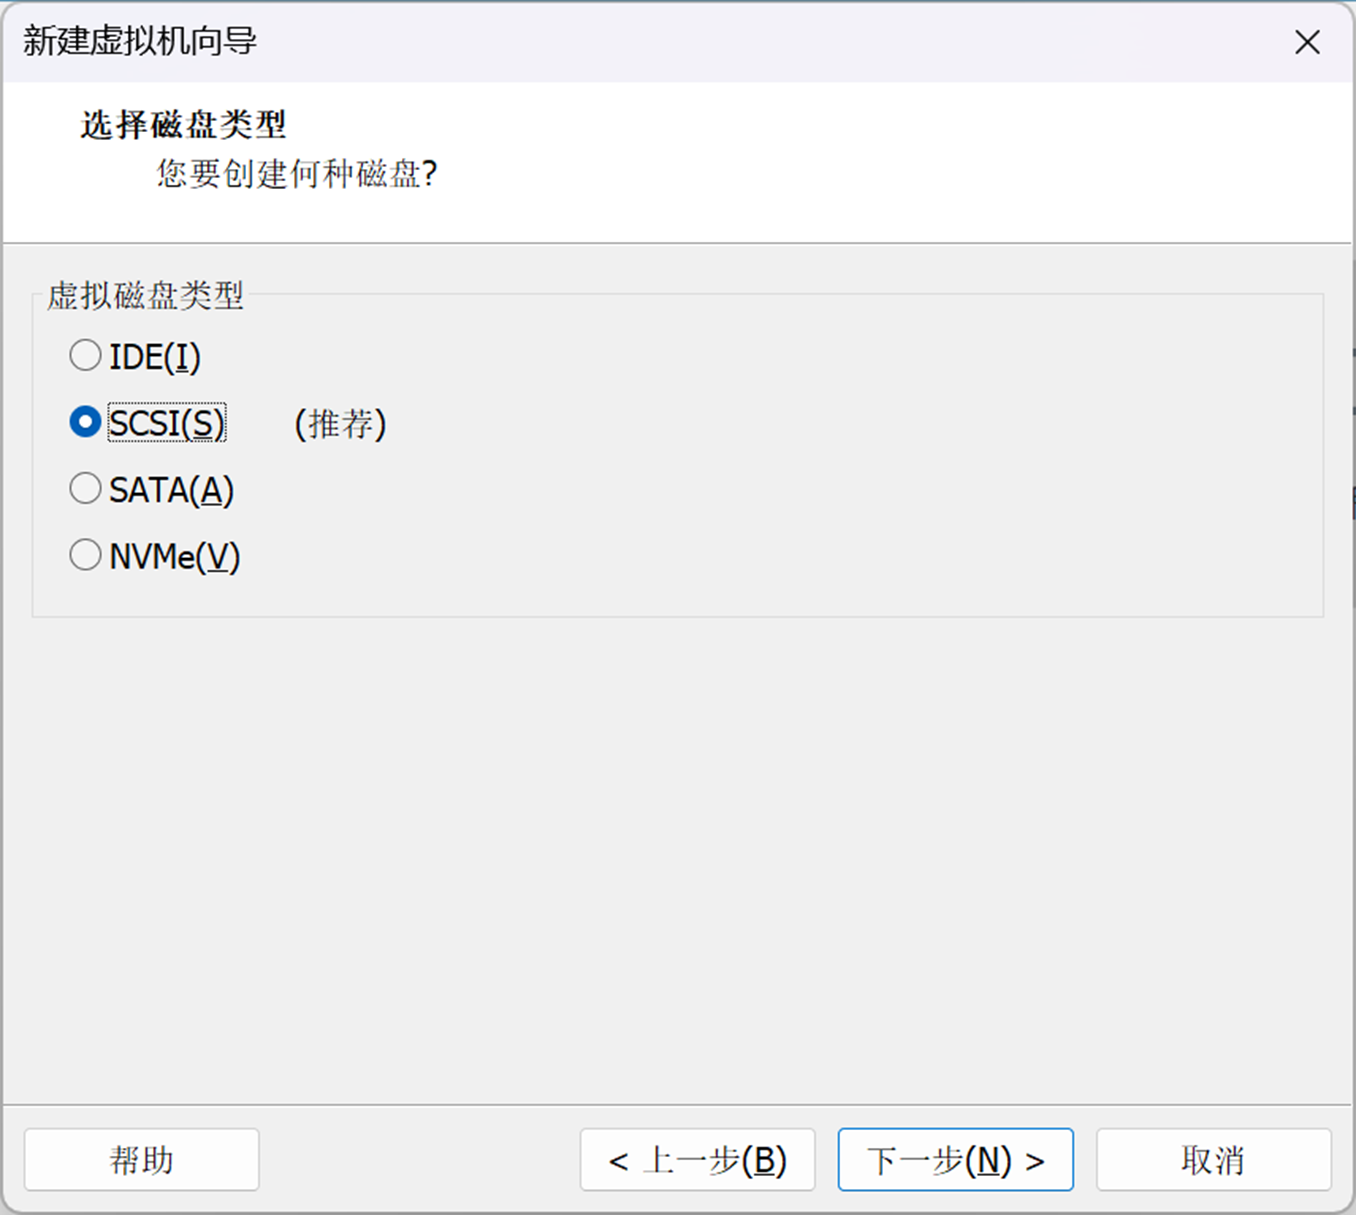 新建虚拟机向导
选择磁盘类型
您要创建何种磁盘?
虚拟磁盘类型
IDE(I)
SCSI(S) (推荐)
SATA(A)
NVMe(V)
帮助 < 上一步(B) 下一步(N) > 取消